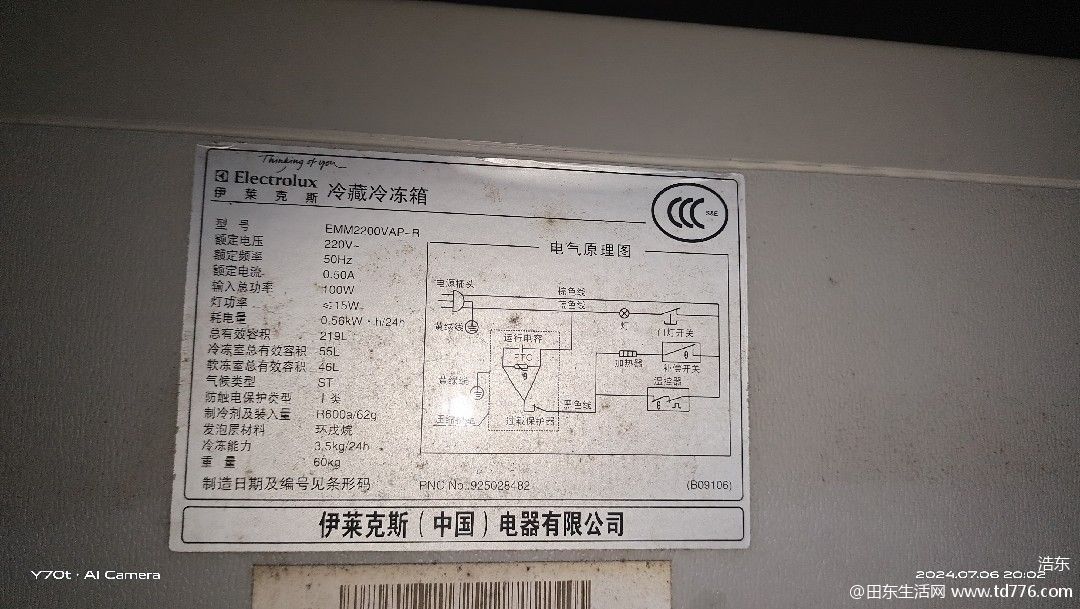 Thinking of you
Electrolux
伊莱克斯 冷藏冷冻箱
S&E
型号 EMM2200VAP-R
额定电压 220V~
额定频率 50Hz
额定电流 0.50A
输入总功率 100W
灯功率 ≤15W
耗电量 0.56kW·h/24h
总有效容积 219L
冷冻室总有效容积 55L
软冻室总有效容积 46L
气候类型 ST
防触电保护类型 I类
制冷剂及装入量 R600a/62g
发泡层材料 环戊烷
冷冻能力 3.5kg/24h
重量 60kg
制造日期及编号见条形码
PNC No.:925028482
(B09106)
电气原理图
电源插头
棕色线
蓝色线
黄绿线
灯
门灯开关
运行电容
PTC
加热器
补偿开关
温控器
黄绿线
黑色线
过载保护器
伊莱克斯(中国)电器有限公司
Y70t · AI Camera
浩东
2024.07.06 20:02
@田东生活网 www.td776.com